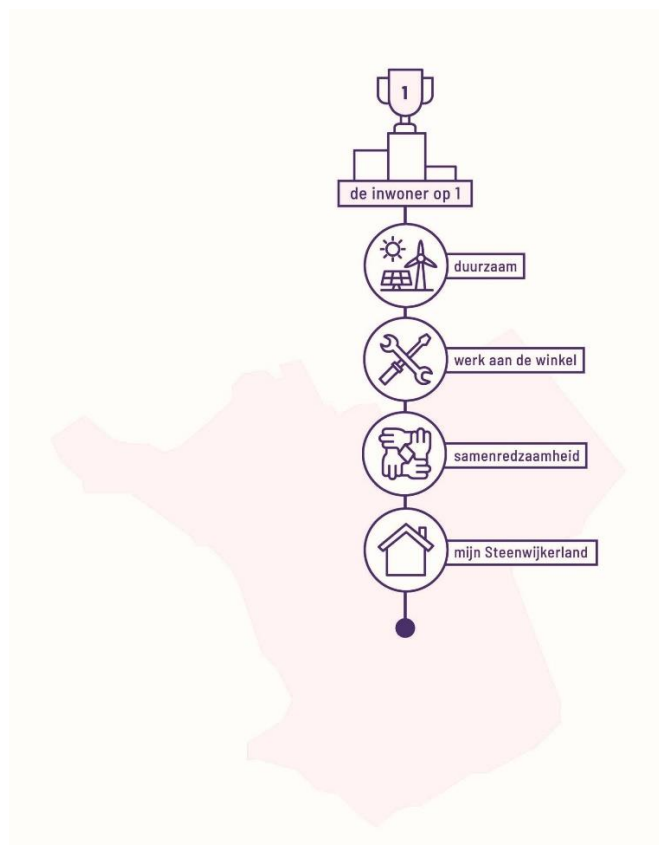 1
de inwoner op 1
duurzaam
werk aan de winkel
samenredzaamheid
mijn Steenwijkerland